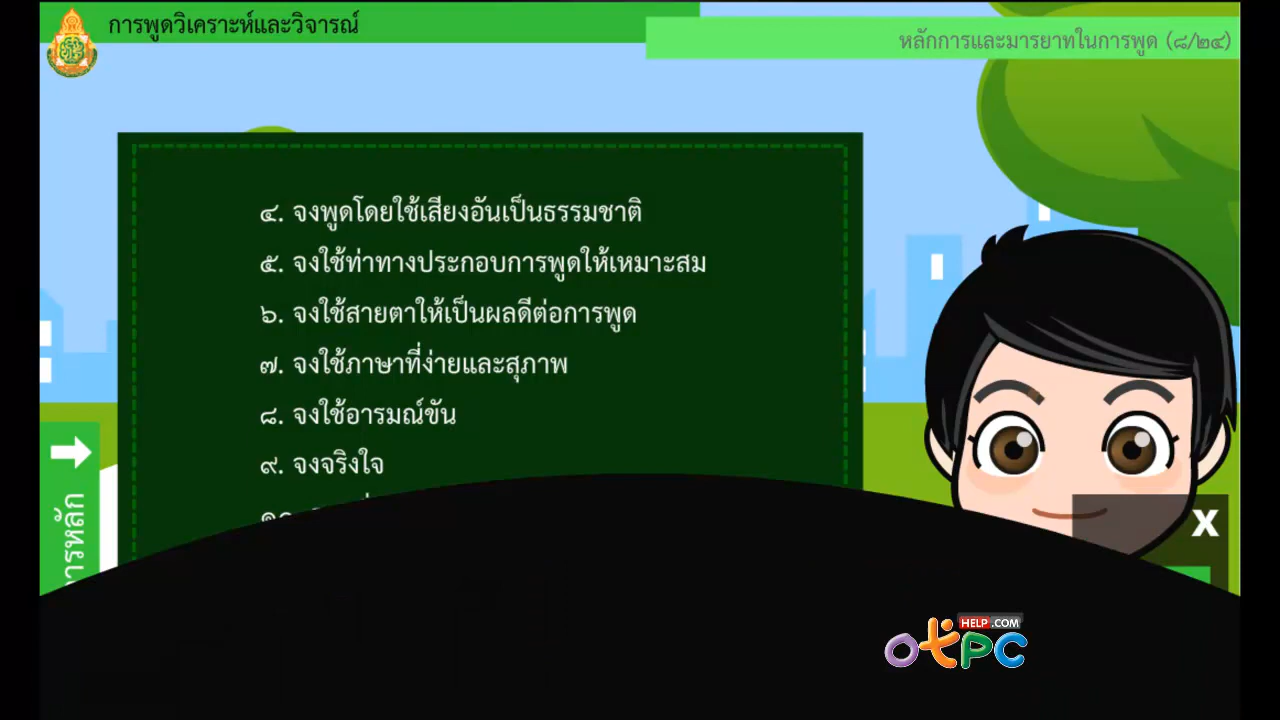 การพูดวิเคราะห์และวิจารณ์
หลักการและมารยาทในการพูด (๘/๒๔)
๔. จงพูดโดยใช้เสียงอันเป็นธรรมชาติ
๕. จงใช้ท่าทางประกอบการพูดให้เหมาะสม
๖. จงใช้สายตาให้เป็นผลดีต่อการพูด
๗. จงใช้ภาษาที่ง่ายและสุภาพ
๘. จงใช้อารมณ์ขัน
๙. จงจริงใจ
X
HELP.COM
OTPC